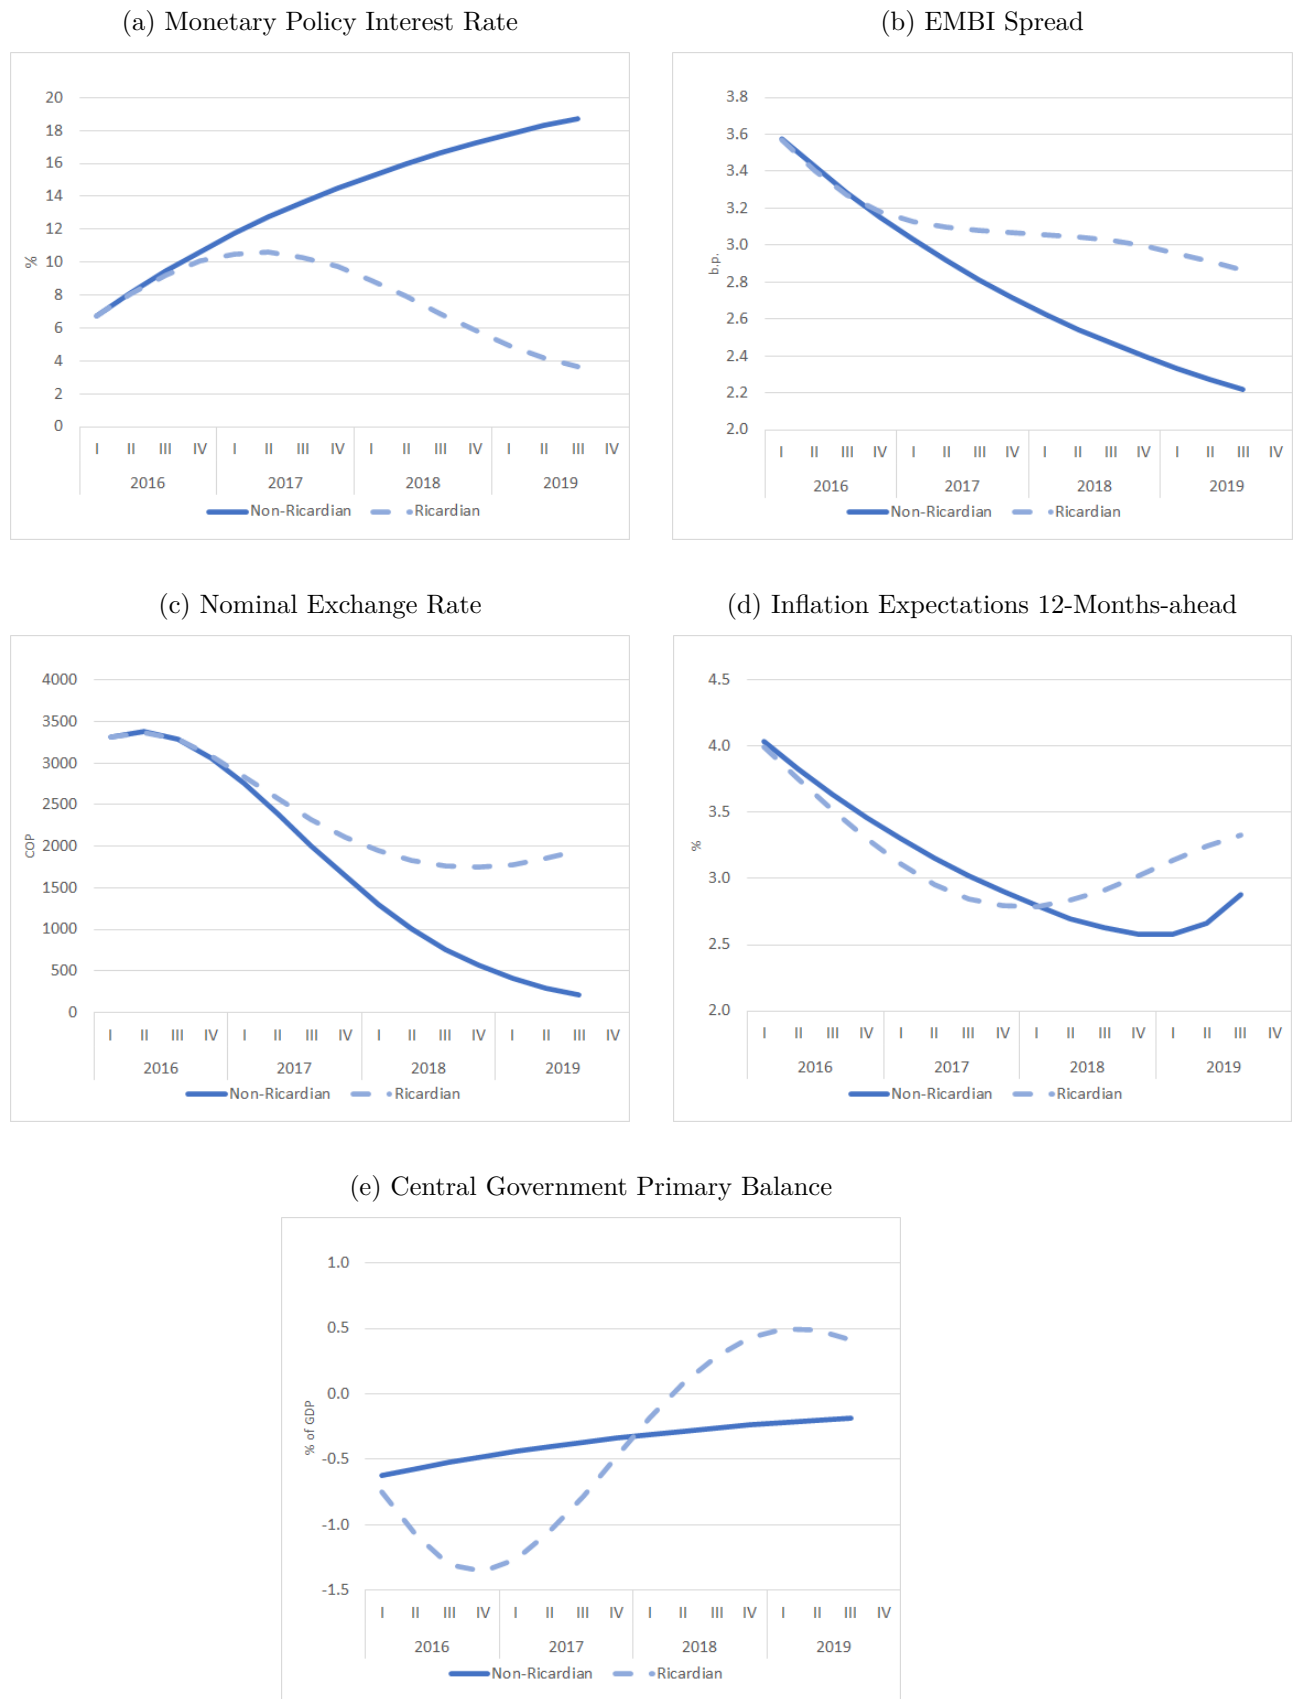 (a) Monetary Policy Interest Rate
20
18
16
14
12
10
8
6
4
2
0
%
I II III IV I II III IV I II III IV I II III IV
2016 2017 2018 2019
Non-Ricardian Ricardian
(b) EMBI Spread
3.8
3.6
3.4
3.2
3.0
2.8
2.6
2.4
2.2
2.0
b.p.
I II III IV I II III IV I II III IV I II III IV
2016 2017 2018 2019
Non-Ricardian Ricardian
(c) Nominal Exchange Rate
4000
3500
3000
2500
2000
1500
1000
500
0
COP
I II III IV I II III IV I II III IV I II III IV
2016 2017 2018 2019
Non-Ricardian Ricardian
(d) Inflation Expectations 12-Months-ahead
4.5
4.0
3.5
3.0
2.5
2.0
%
I II III IV I II III IV I II III IV I II III IV
2016 2017 2018 2019
Non-Ricardian Ricardian
(e) Central Government Primary Balance
1.0
0.5
0.0
-0.5
-1.0
-1.5
% of GDP
I II III IV I II III IV I II III IV I II III IV
2016 2017 2018 2019
Non-Ricardian Ricardian